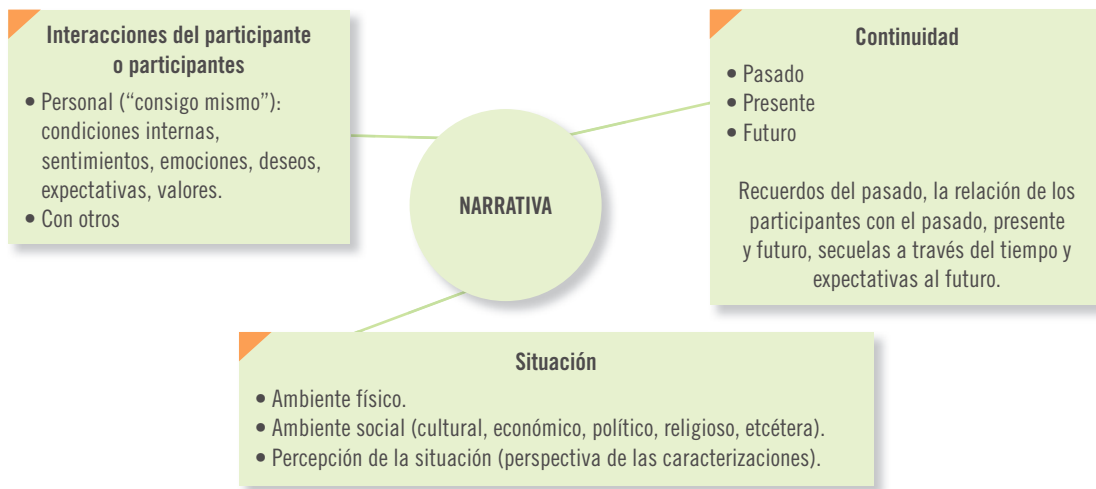 Interacciones del participante
o participantes
• Personal (“consigo mismo”):
condiciones internas,
sentimientos, emociones, deseos,
expectativas, valores.
• Con otros
NARRATIVA
Continuidad
• Pasado
• Presente
• Futuro
Recuerdos del pasado, la relación de los
participantes con el pasado, presente
y futuro, secuelas a través del tiempo y
expectativas al futuro.
Situación
• Ambiente físico.
• Ambiente social (cultural, económico, político, religioso, etcétera).
• Percepción de la situación (perspectiva de las caracterizaciones).